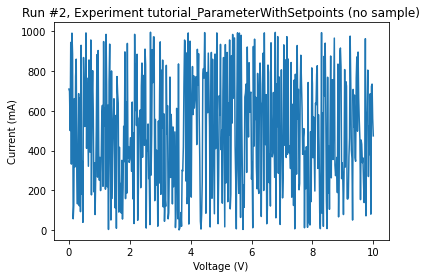 Run #2, Experiment tutorial_ParameterWithSetpoints (no sample)
1000
800
600
400
200
0
Current (mA)
0 2 4 6 8 10
Voltage (V)